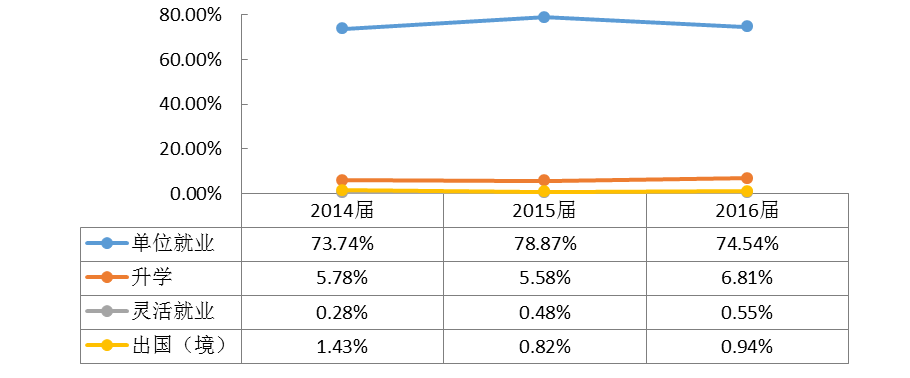 80.00%
60.00%
40.00%
20.00%
0.00%
2014届 2015届 2016届
单位就业 73.74% 78.87% 74.54%
升学 5.78% 5.58% 6.81%
灵活就业 0.28% 0.48% 0.55%
出国（境） 1.43% 0.82% 0.94%